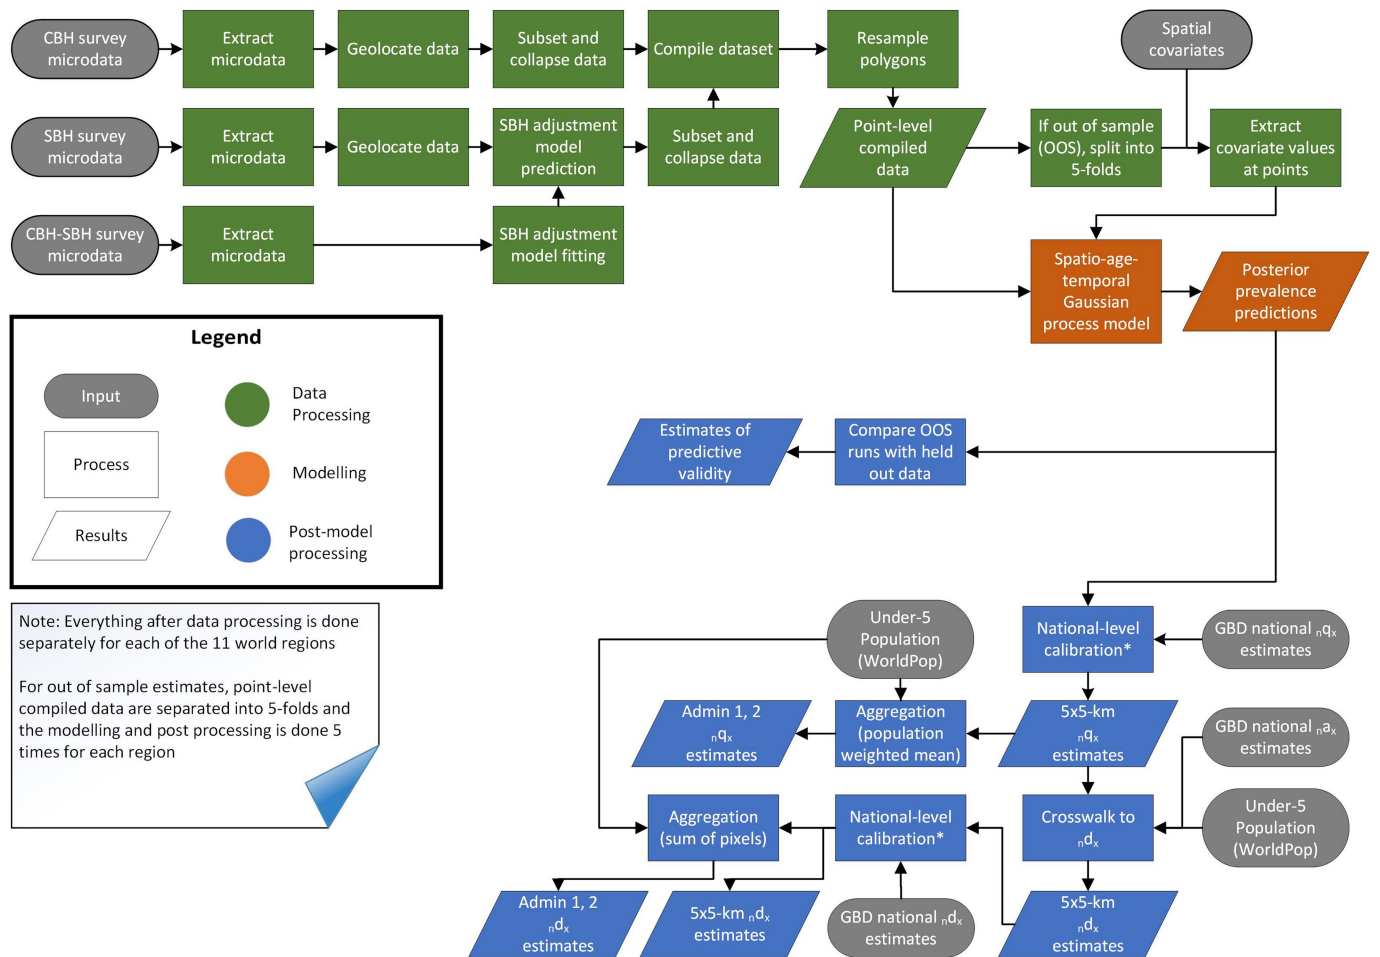 CBH survey
microdata
Extract
microdata
Geolocate data
Subset and
collapse data
Compile dataset
Resample
polygons
Spatial
covariates
SBH survey
microdata
Extract
microdata
Geolocate data
SBH adjustment
model
prediction
Subset and
collapse data
Point-level
compiled
data
If out of sample
(OOS), split into
5-folds
Extract
covariate values
at points
CBH-SBH survey
microdata
Extract
microdata
SBH adjustment
model fitting
Spatio-age-
temporal
Gaussian
process model
Posterior
prevalence
predictions
Legend
Input
Process
Results
Data
Processing
Modelling
Post-model
processing
Estimates of
predictive
validity
Compare OOS
runs with held
out data
Note: Everything after data processing is done
separately for each of the 11 world regions
For out of sample estimates, point-level
compiled data are separated into 5-folds and
the modelling and post processing is done 5
times for each region
Under-5
Population
(WorldPop)
National-level
calibration*
GBD national nqx
estimates
Admin 1, 2
nqx
estimates
Aggregation
(population
weighted mean)
5x5-km
nqx
estimates
GBD national nax
estimates
Aggregation
(sum of pixels)
National-level
calibration*
Crosswalk to
ndx
Under-5
Population
(WorldPop)
Admin 1, 2
ndx
estimates
5x5-km ndx
estimates
GBD national ndx
estimates
5x5-km
ndx
estimates